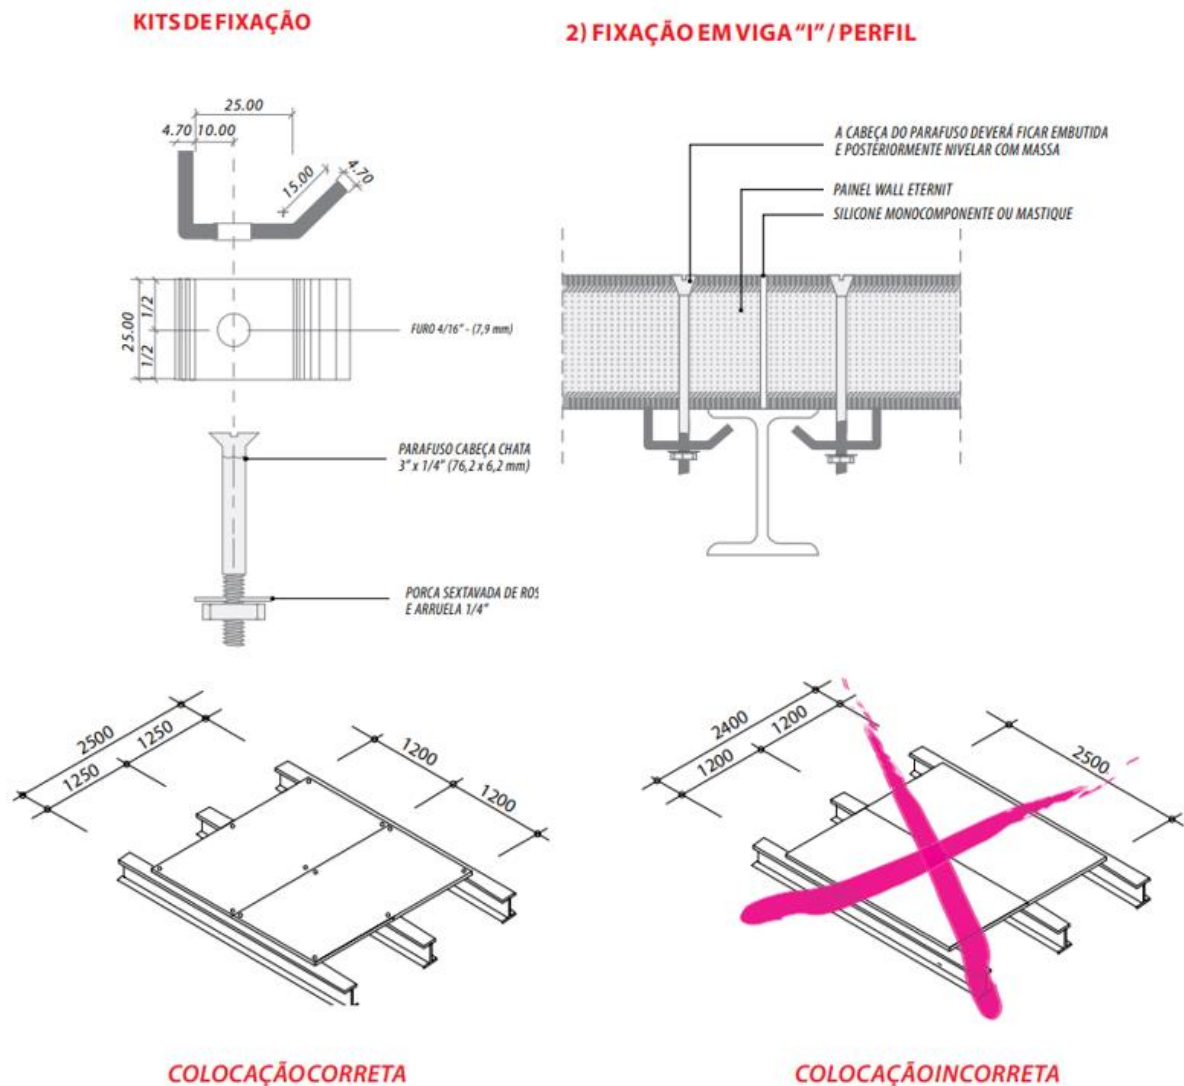 KITS DE FIXAÇÃO
2) FIXAÇÃO EM VIGA “I” / PERFIL
25.00
4.70 10.00
15.00
4.70
25.00
1/2
1/2
FURO 4/16" - (7,9 mm)
PARAFUSO CABEÇA CHATA
3" x 1/4" (76,2 x 6,2 mm)
PORCA SEXTAVADA DE ROS
E ARRUELA 1/4"
A CABEÇA DO PARAFUSO DEVERÁ FICAR EMBUTIDA
E POSTERIORMENTE NIVELAR COM MASSA
PAINEL WALL ETERNIT
SILICONE MONOCOMPONENTE OU MASTIQUE
2500
1250
1250
1200
1200
2400
1200
1200
2500
COLOCAÇÃO CORRETA
COLOCAÇÃO INCORRETA